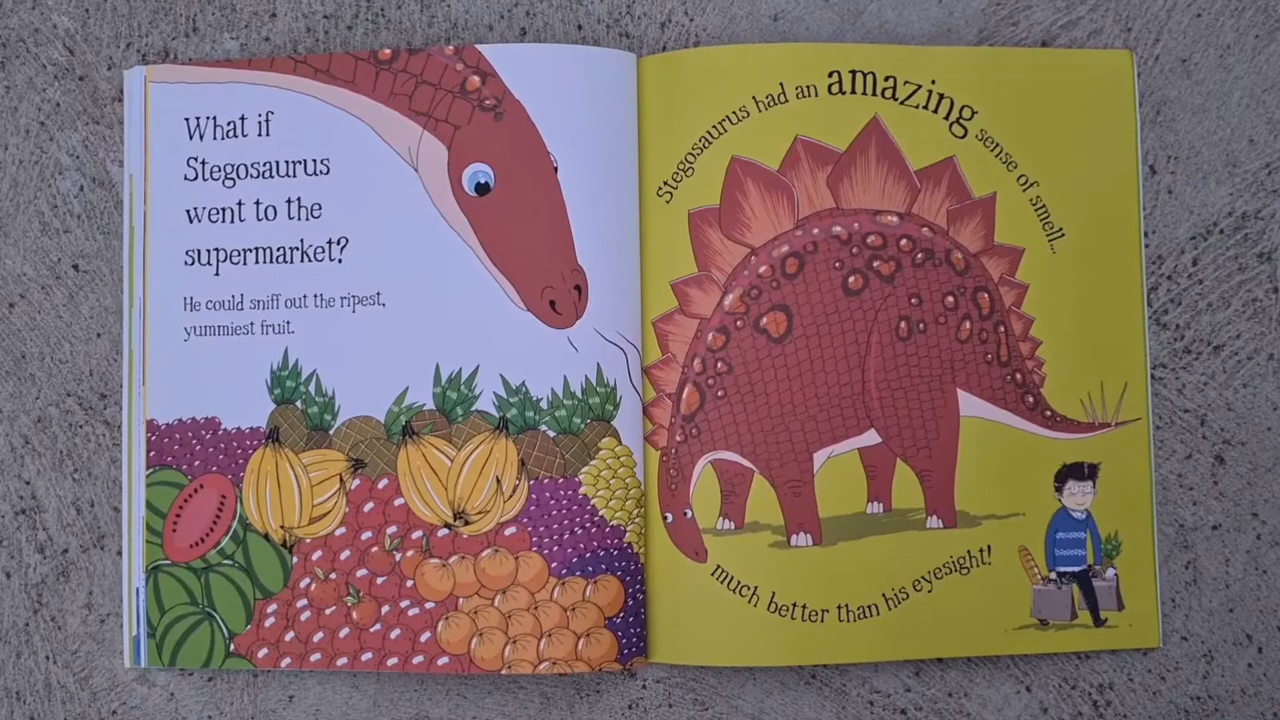 What if
Stegosaurus
went to the
supermarket?
He could sniff out the ripest,
yummiest fruit.
Stegosaurus had an amazing sense of smell...
much better than his eyesight!